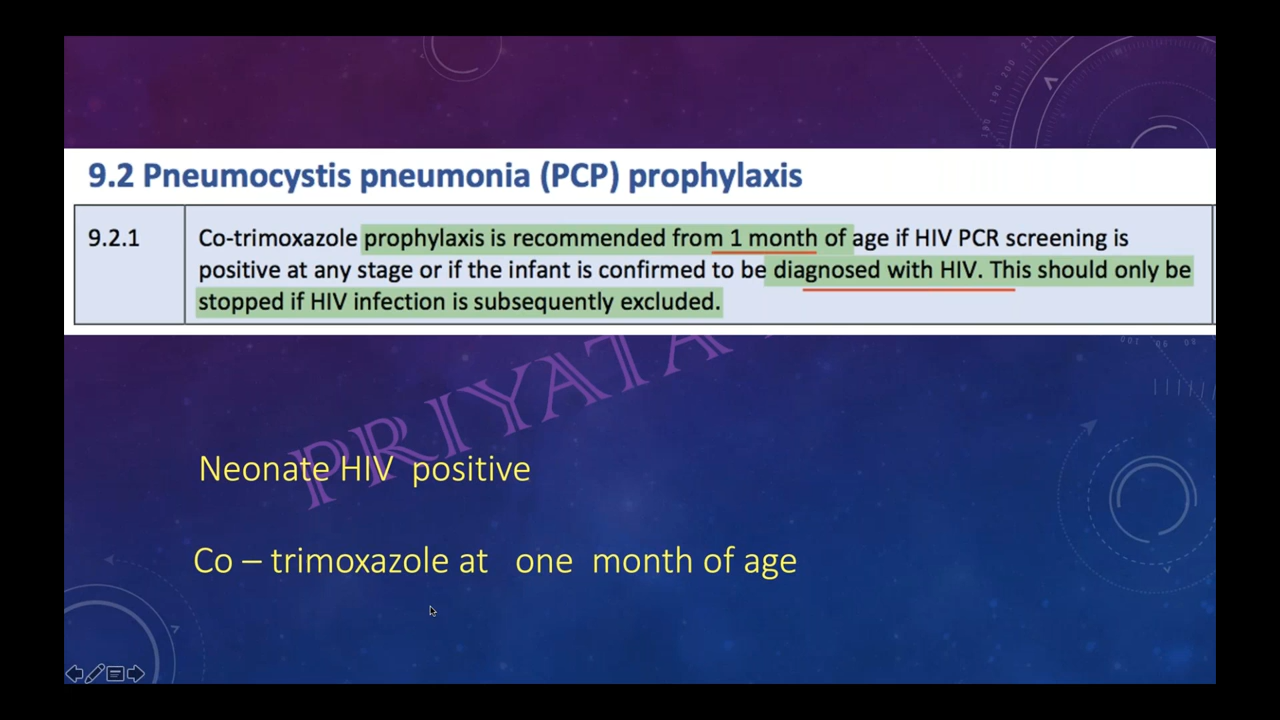 9.2 Pneumocystis pneumonia (PCP) prophylaxis
9.2.1
Co-trimoxazole prophylaxis is recommended from 1 month of age if HIV PCR screening is
positive at any stage or if the infant is confirmed to be diagnosed with HIV. This should only be
stopped if HIV infection is subsequently excluded.
PRIYATA
Neonate HIV positive
Co – trimoxazole at one month of age